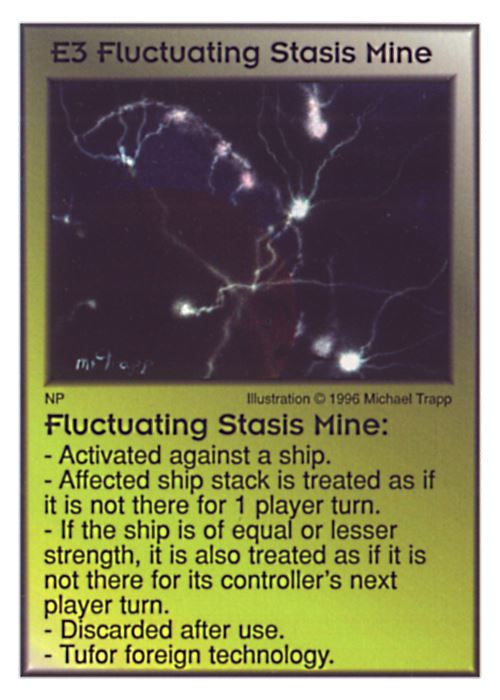 E3 Fluctuating Stasis Mine
NP
Illustration © 1996 Michael Trapp
Fluctuating Stasis Mine:
- Activated against a ship.
- Affected ship stack is treated as if
it is not there for 1 player turn.
- If the ship is of equal or lesser
strength, it is also treated as if it is
not there for its controller's next
player turn.
- Discarded after use.
- Tufor foreign technology.